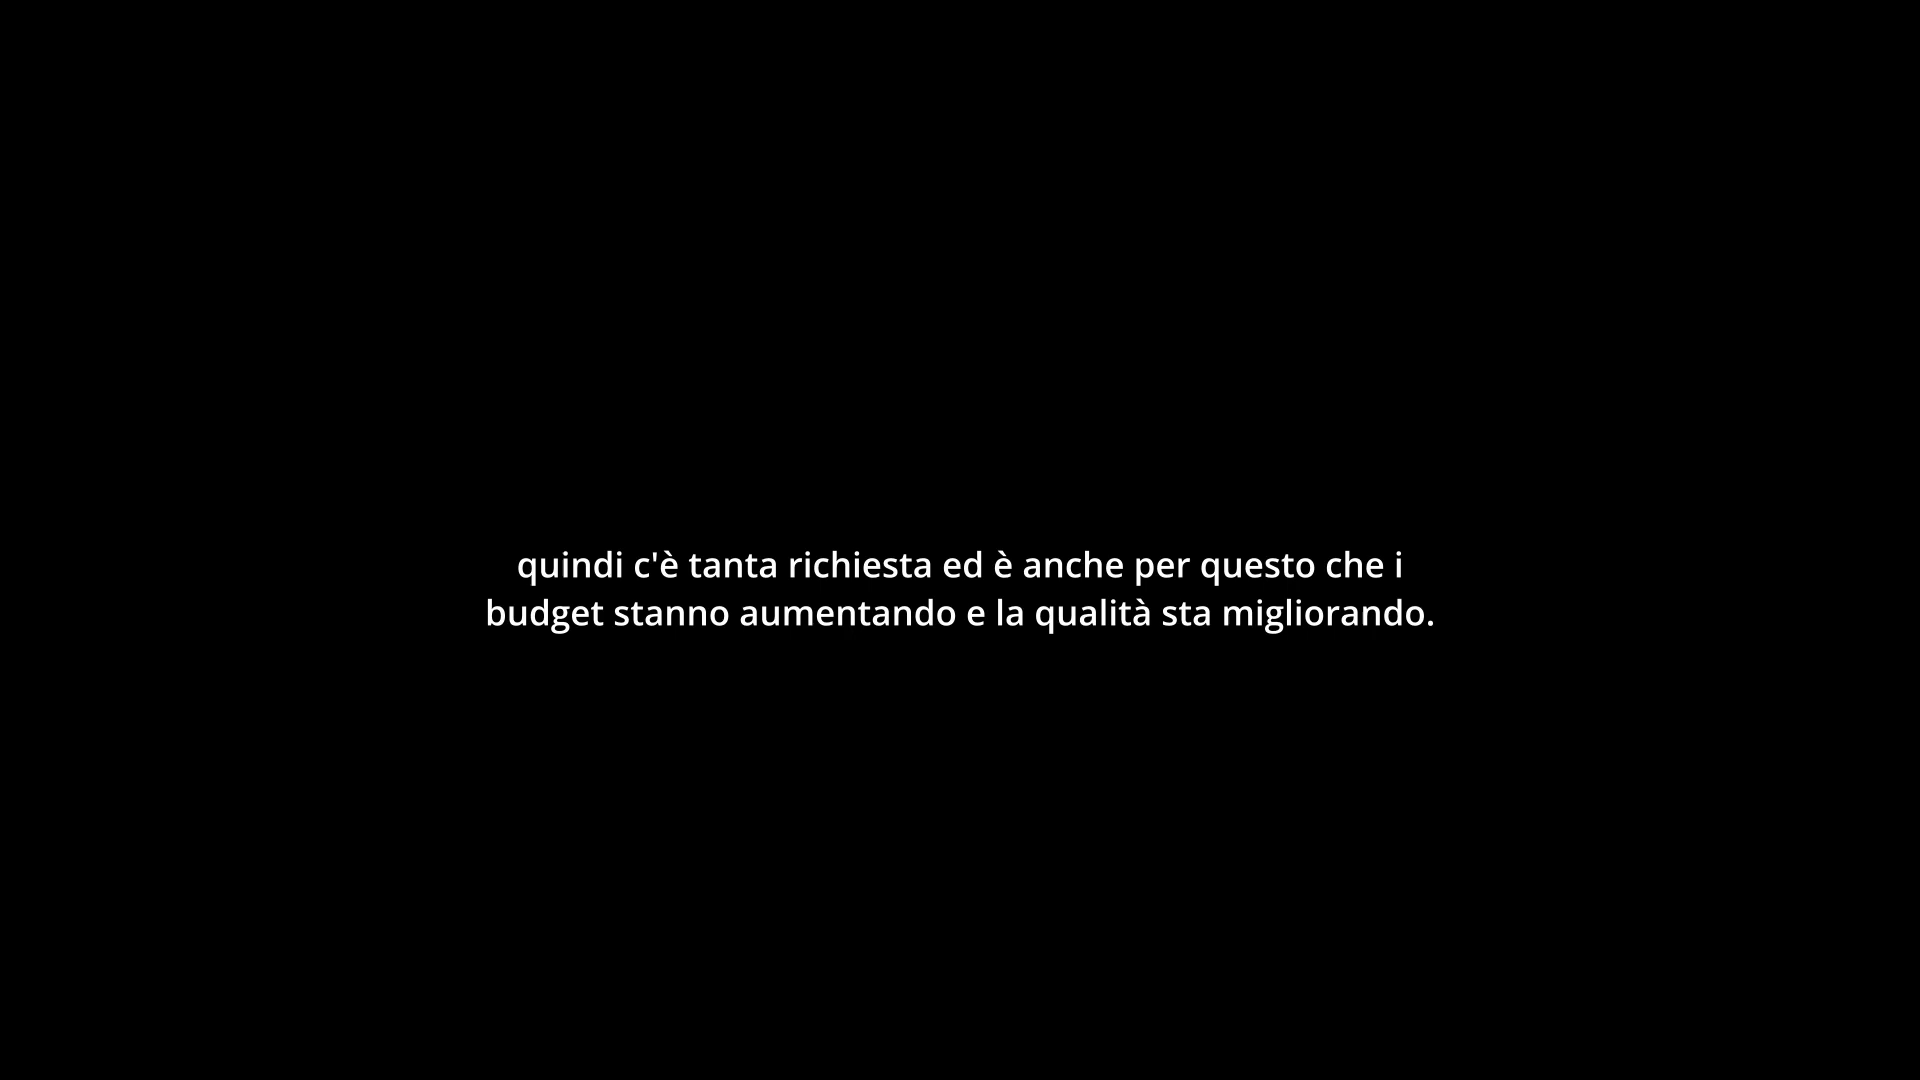 quindi c'è tanta richiesta ed è anche per questo che i
budget stanno aumentando e la qualità sta migliorando.